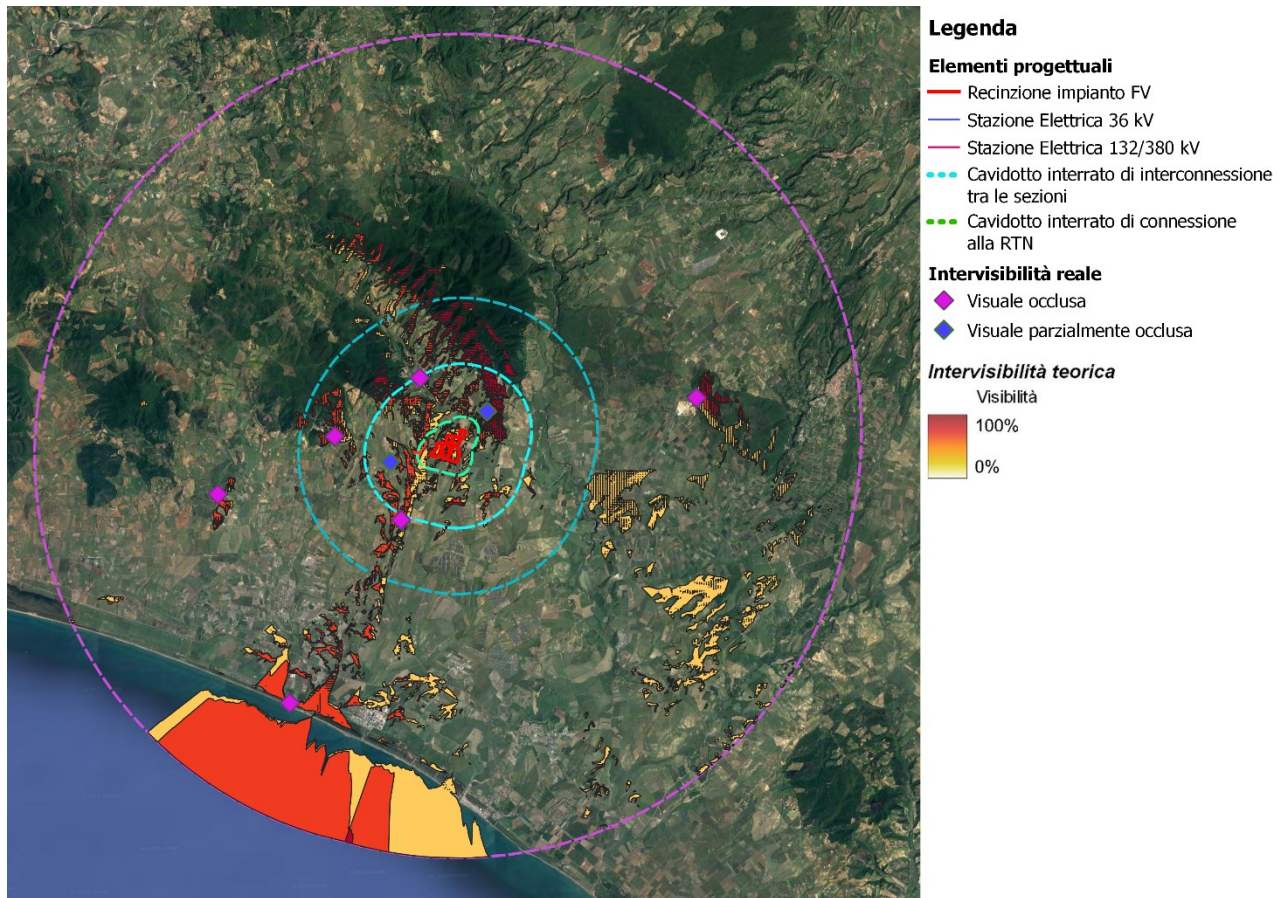 Legenda
Elementi progettuali
Recinzione impianto FV
Stazione Elettrica 36 kV
Stazione Elettrica 132/380 kV
Cavidotto interrato di interconnessione
tra le sezioni
Cavidotto interrato di connessione
alla RTN
Intervisibilità reale
Visuale occlusa
Visuale parzialmente occlusa
Intervisibilità teorica
Visibilità
100%
0%